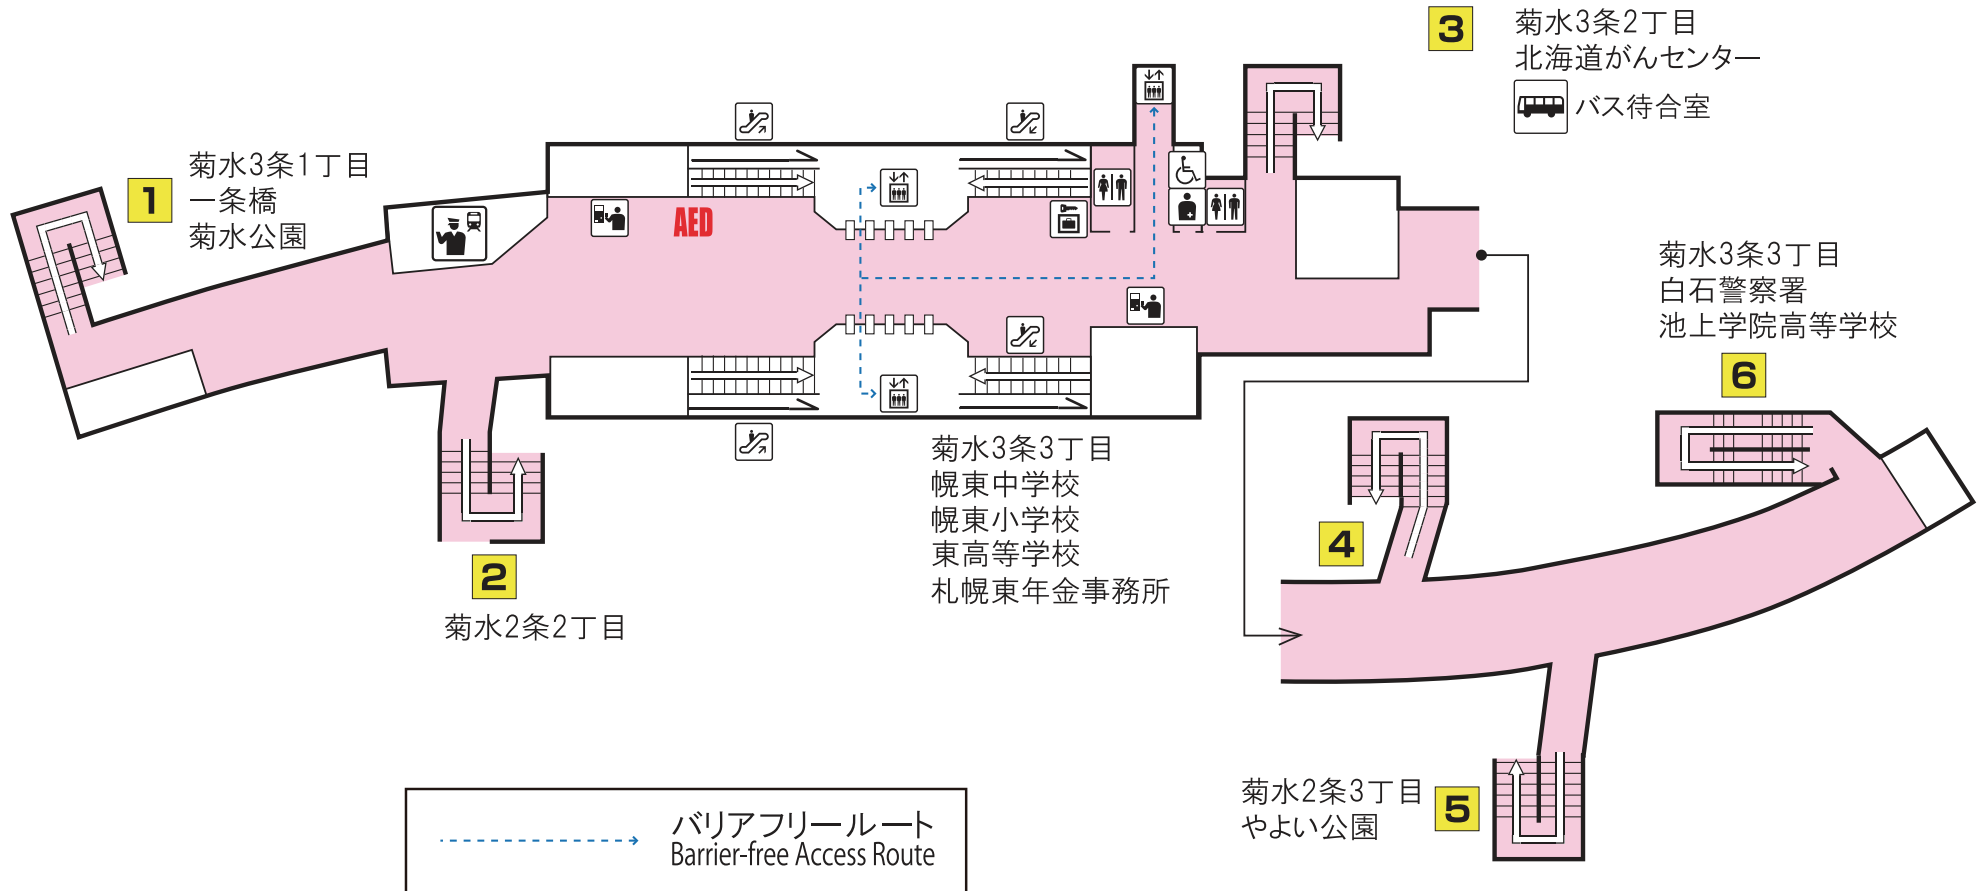 3
菊水3条2丁目
北海道がんセンター
バス待合室
1
菊水3条1丁目
一条橋
菊水公園
AED
菊水3条3丁目
白石警察署
池上学院高等学校
6
菊水3条3丁目
幌東中学校
幌東小学校
東高等学校
札幌東年金事務所
4
2
菊水2条2丁目
菊水2条3丁目
やよい公園
5
バリアフリールート
Barrier-free Access Route